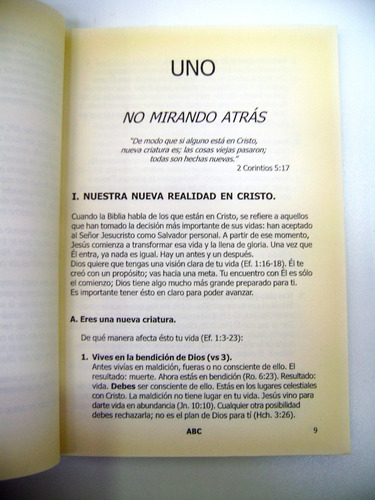 UNO
NO MIRANDO ATRÁS
"De modo que si alguno está en Cristo,
nueva criatura es; las cosas viejas pasaron;
todas son hechas nuevas."
2 Corintios 5:17
I. NUESTRA NUEVA REALIDAD EN CRISTO.
Cuando la Biblia habla de los que están en Cristo, se refiere a aquellos
que han tomado la decisión más importante de sus vidas: han aceptado
al Señor Jesucristo como Salvador personal. A partir de ese momento,
Jesús comienza a transformar esa vida y la llena de gloria. Una vez que
Él entra, ya nada es igual. Hay un antes y un después.
Dios quiere que tengas una visión clara de tu vida (Ef. 1:16-18). Él te
creó con un propósito; vas hacia una meta. Tu encuentro con Él es sólo
el comienzo; Dios tiene algo mucho más grande preparado para ti.
Es importante tener ésto en claro para poder avanzar.
A. Eres una nueva criatura.
De qué manera afecta ésto tu vida (Ef. 1:3-23):
1. Vives en la bendición de Dios (vs 3).
Antes vivías en maldición, fueras o no consciente de ello. El
resultado: muerte. Ahora estás en bendición (Ro. 6:23). Resultado:
vida. Debes ser consciente de ello. Estás en los lugares celestiales
con Cristo. La maldición no tiene lugar en tu vida. Jesús vino para
darte vida en abundancia (Jn. 10:10). Cualquier otra posibilidad
debes rechazarla; no es el plan de Dios para tí (Hch. 3:26).
ABC
9